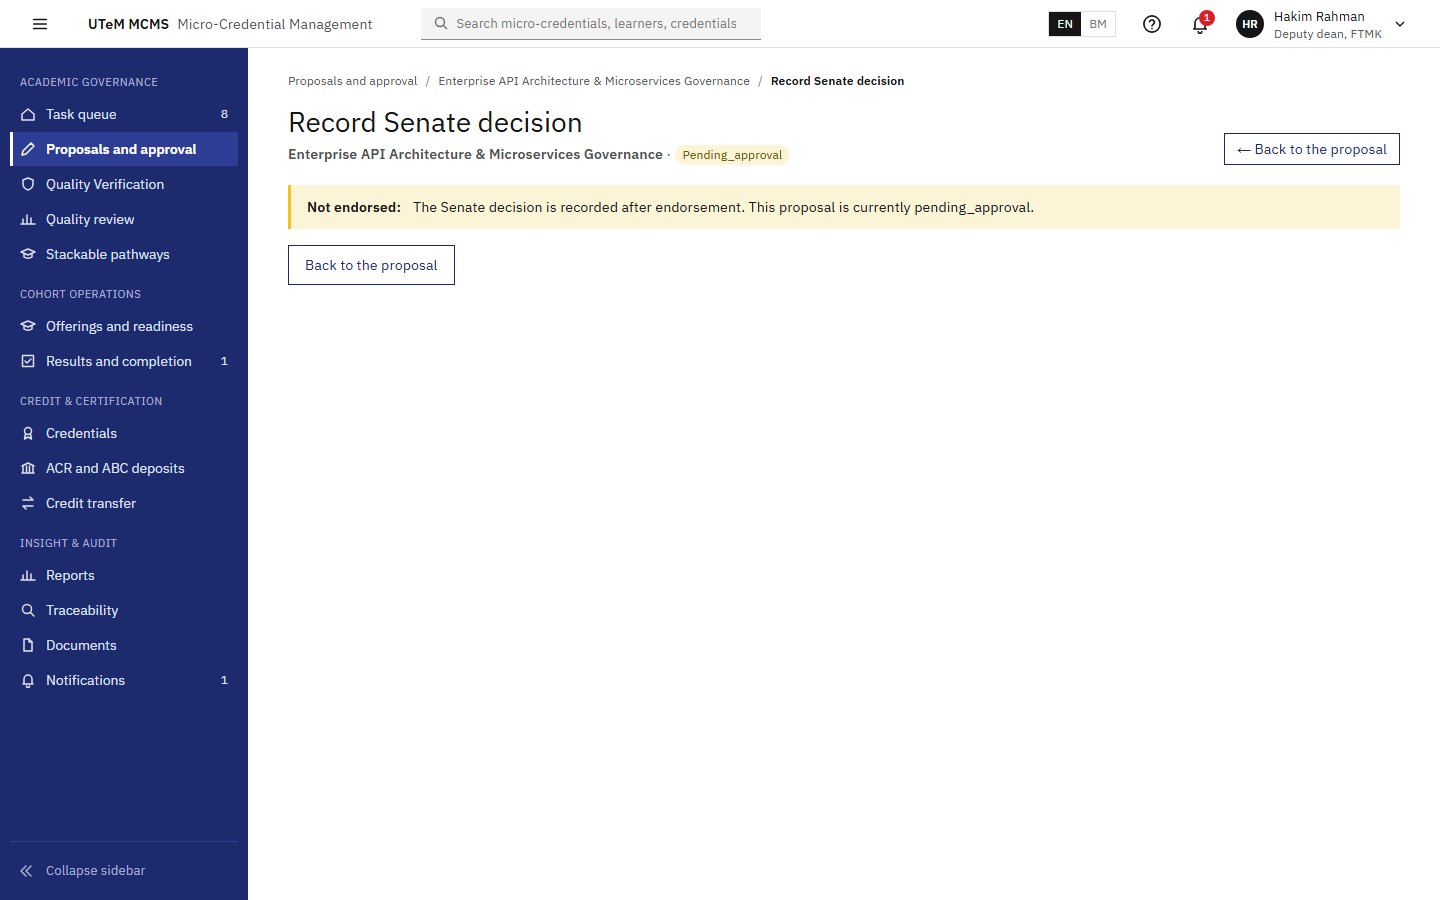 UTeM MCMS Micro-Credential Management
Search micro-credentials, learners, credentials
EN BM
1
HR
Hakim Rahman
Deputy dean, FTMK
ACADEMIC GOVERNANCE
Task queue 8
Proposals and approval
Quality Verification
Quality review
Stackable pathways
COHORT OPERATIONS
Offerings and readiness
Results and completion 1
CREDIT & CERTIFICATION
Credentials
ACR and ABC deposits
Credit transfer
INSIGHT & AUDIT
Reports
Traceability
Documents
Notifications 1
Collapse sidebar
Proposals and approval / Enterprise API Architecture & Microservices Governance / Record Senate decision
Record Senate decision
Enterprise API Architecture & Microservices Governance · Pending_approval
← Back to the proposal
Not endorsed: The Senate decision is recorded after endorsement. This proposal is currently pending_approval.
Back to the proposal